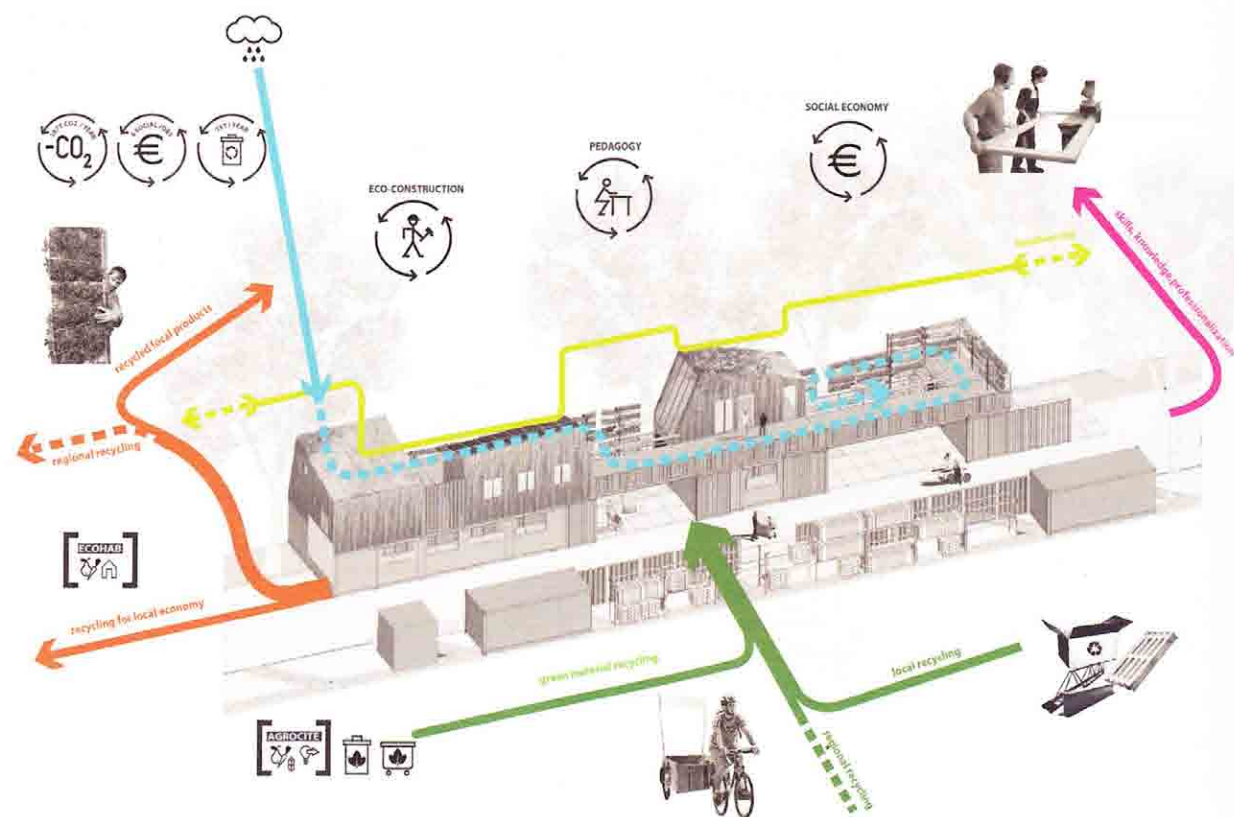 -CO₂
€
€
ECO-CONSTRUCTION
PEDAGOGY
SOCIAL ECONOMY
skills, knowledge, professionalization
recycled local products
regional recycling
ECOHAB
recycling for local economy
green material recycling
local recycling
regional recycling
AGROCITÉ